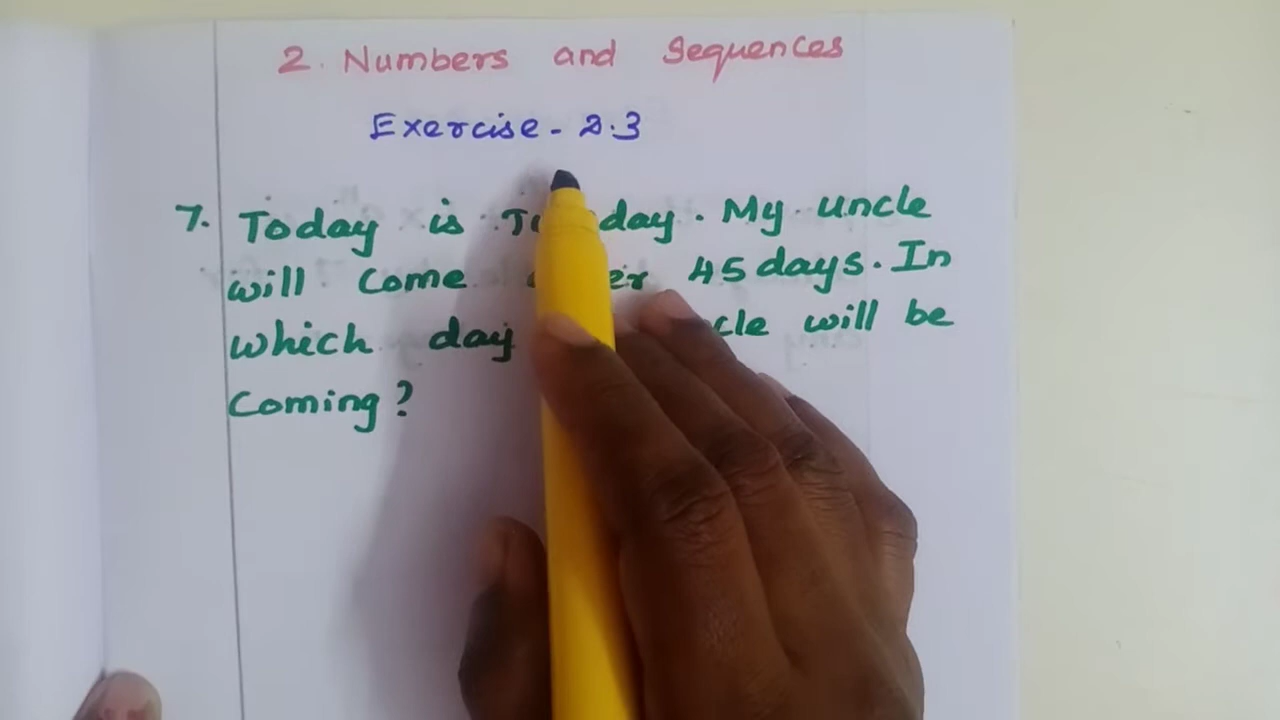 2. Numbers and Sequences
Exercise - 2.3
7. Today is day. My uncle
will come 45 days. In
which day will be
Coming?